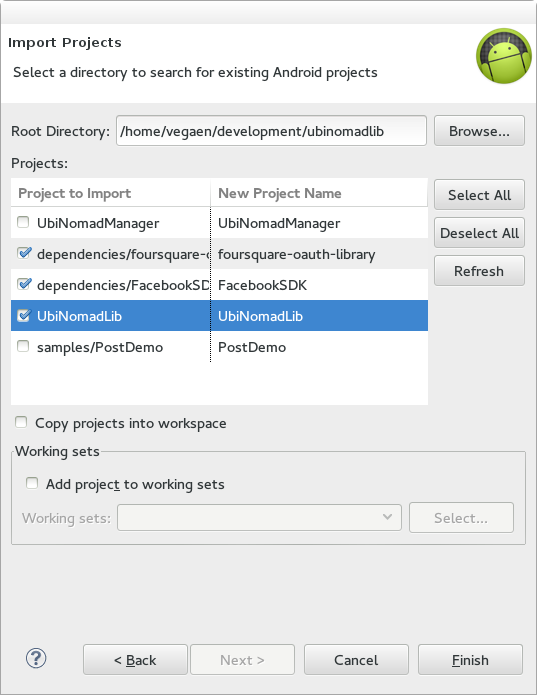 Import Projects
Select a directory to search for existing Android projects
Root Directory: /home/vegaen/development/ubinomadlib Browse...
Projects:
Project to Import New Project Name
Select All
UbiNomadManager UbiNomadManager
Deselect All
dependencies/foursquare-o foursquare-oauth-library
Refresh
dependencies/FacebookSD FacebookSDK
UbiNomadLib UbiNomadLib
samples/PostDemo PostDemo
Copy projects into workspace
Working sets
Add project to working sets
Working sets: Select...
? < Back Next > Cancel Finish